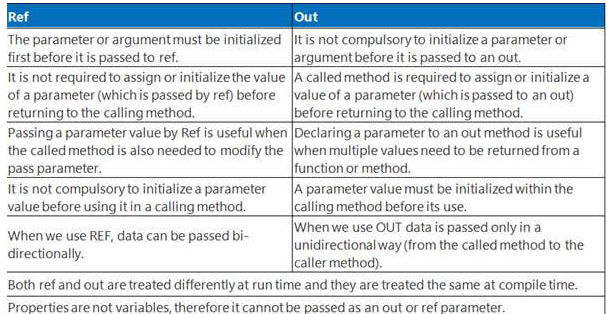 Ref
Out
The parameter or argument must be initialized
first before it is passed to ref.
It is not compulsory to initialize a parameter or
argument before it is passed to an out.
It is not required to assign or initialize the value
of a parameter (which is passed by ref) before
returning to the calling method.
A called method is required to assign or initialize a
value of a parameter (which is passed to an out)
before returning to the calling method.
Passing a parameter value by Ref is useful when
the called method is also needed to modify the
pass parameter.
Declaring a parameter to an out method is useful
when multiple values need to be returned from a
function or method.
It is not compulsory to initialize a parameter
value before using it in a calling method.
A parameter value must be initialized within the
calling method before its use.
When we use REF, data can be passed bi-
directionally.
When we use OUT data is passed only in a
unidirectional way (from the called method to the
caller method).
Both ref and out are treated differently at run time and they are treated the same at compile time.
Properties are not variables, therefore it cannot be passed as an out or ref parameter.